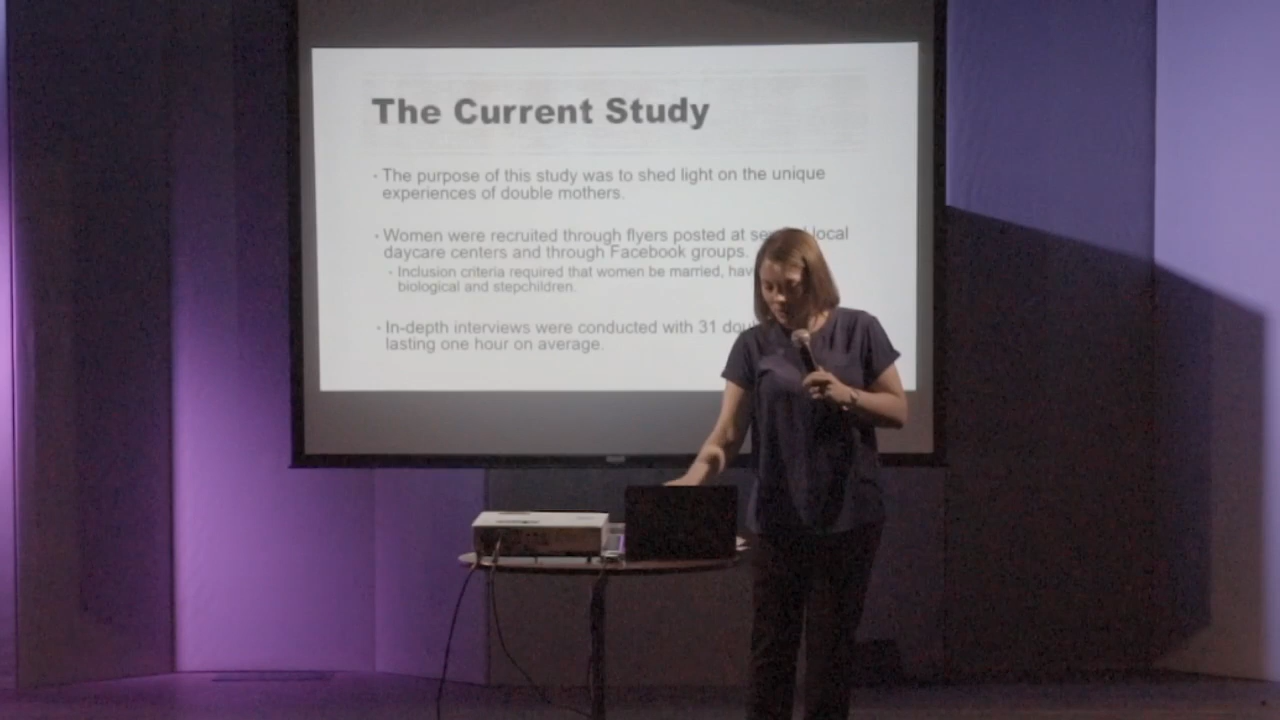 The Current Study
• The purpose of this study was to shed light on the unique
experiences of double mothers.
• Women were recruited through flyers posted at local
daycare centers and through Facebook groups.
- Inclusion criteria required that women be married,
biological and stepchildren.
• In-depth interviews were conducted with 31
lasting one hour on average.